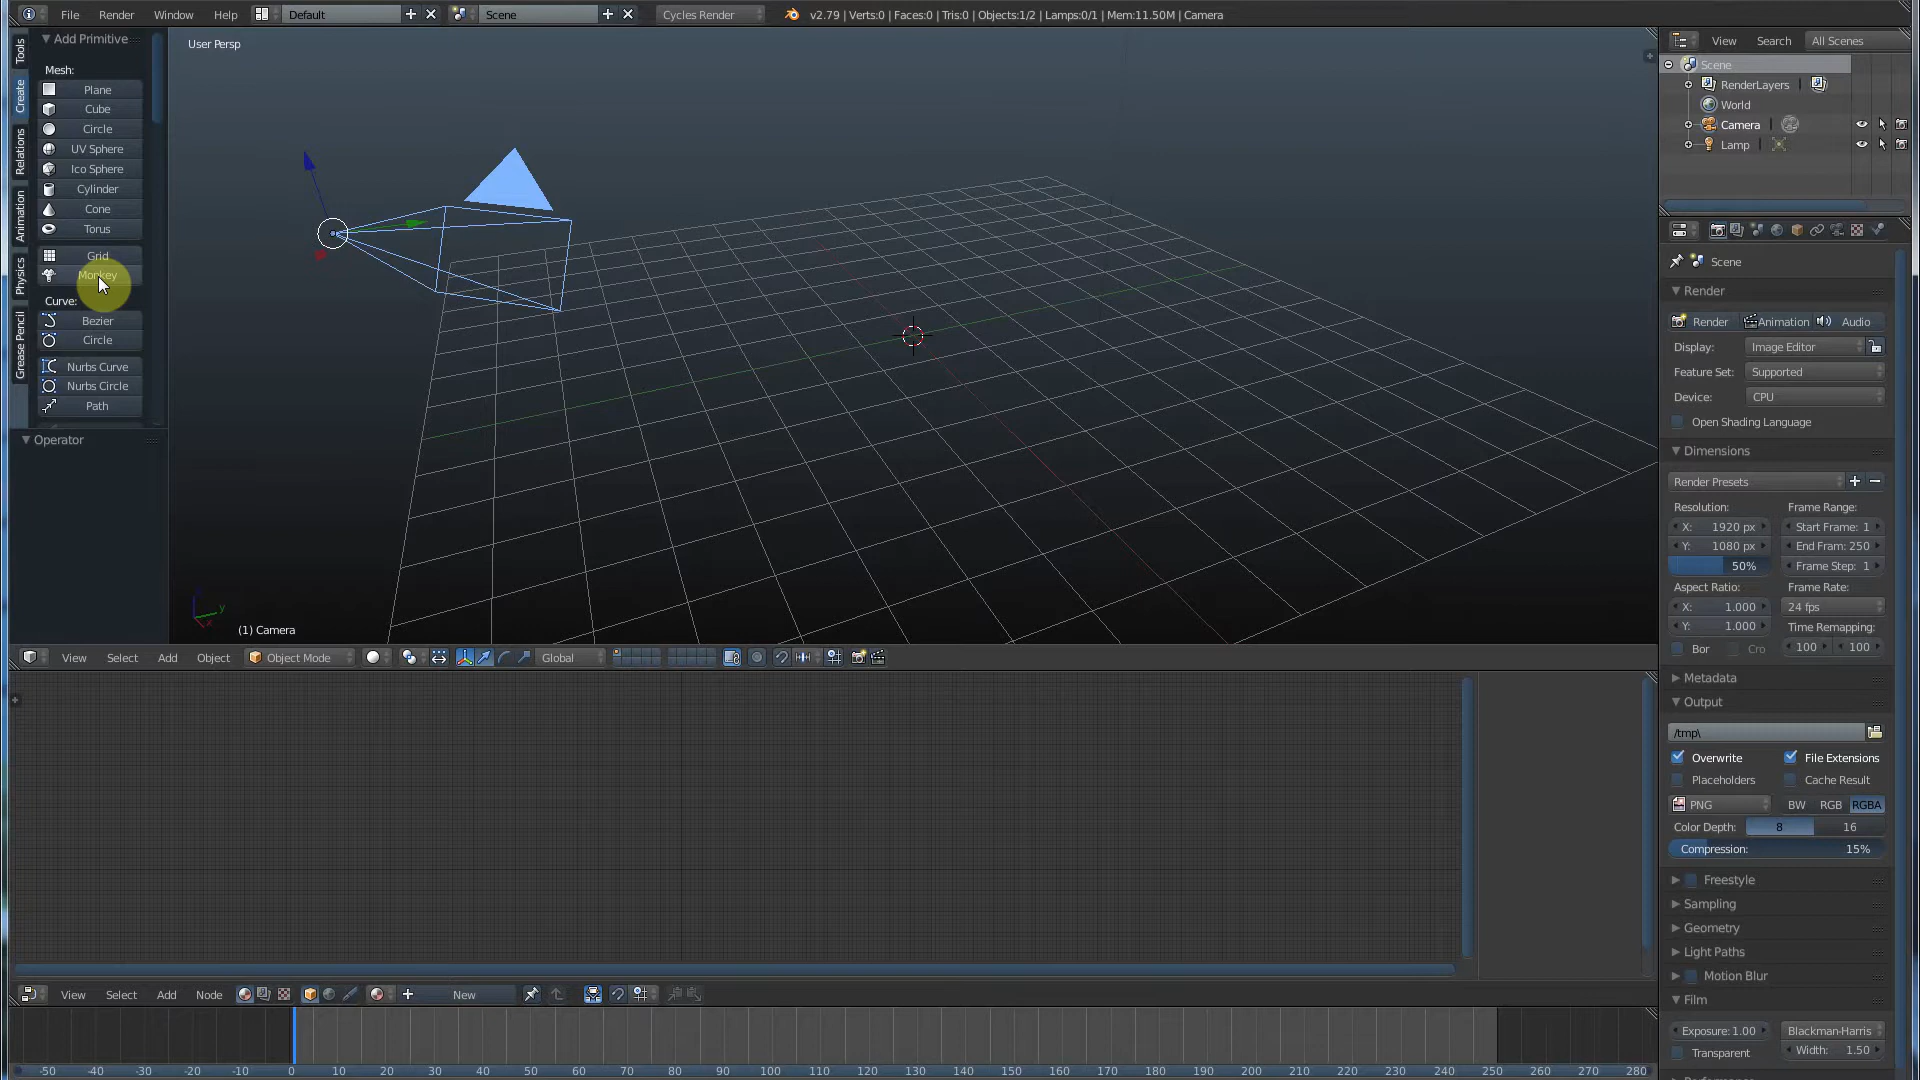 File Render Window Help Default Scene Cycles Render v2.79 | Verts:0 | Faces:0 | Tris:0 | Objects:1/2 | Lamps:0/1 | Mem:11.50M | Camera
Tools
Create
Relations
Animation
Physics
Grease Pencil
Add Primitive
Mesh:
Plane
Cube
Circle
UV Sphere
Ico Sphere
Cylinder
Cone
Torus
Grid
Monkey
Curve:
Bezier
Circle
Nurbs Curve
Nurbs Circle
Path
Operator
User Persp
y
(1) Camera
View Select Add Object Object Mode Global
View Select Add Node New
-50 -40 -30 -20 -10 0 10 20 30 40 50 60 70 80 90 100 110 120 130 140 150 160 170 180 190 200 210 220 230 240 250 260 270 280
View Search All Scenes
Scene
RenderLayers
World
Camera
Lamp
Scene
Render
Render Animation Audio
Display: Image Editor
Feature Set: Supported
Device: CPU
Open Shading Language
Dimensions
Render Presets
Resolution: Frame Range:
X: 1920 px Start Frame: 1
Y: 1080 px End Fram: 250
50% Frame Step: 1
Aspect Ratio: Frame Rate:
X: 1.000 24 fps
Y: 1.000 Time Remapping:
Bor Cro 100 100
Metadata
Output
/tmp\
Overwrite File Extensions
Placeholders Cache Result
PNG BW RGB RGBA
Color Depth: 8 16
Compression: 15%
Freestyle
Sampling
Geometry
Light Paths
Motion Blur
Film
Exposure:1.00 Blackman-Harris
Transparent Width: 1.50